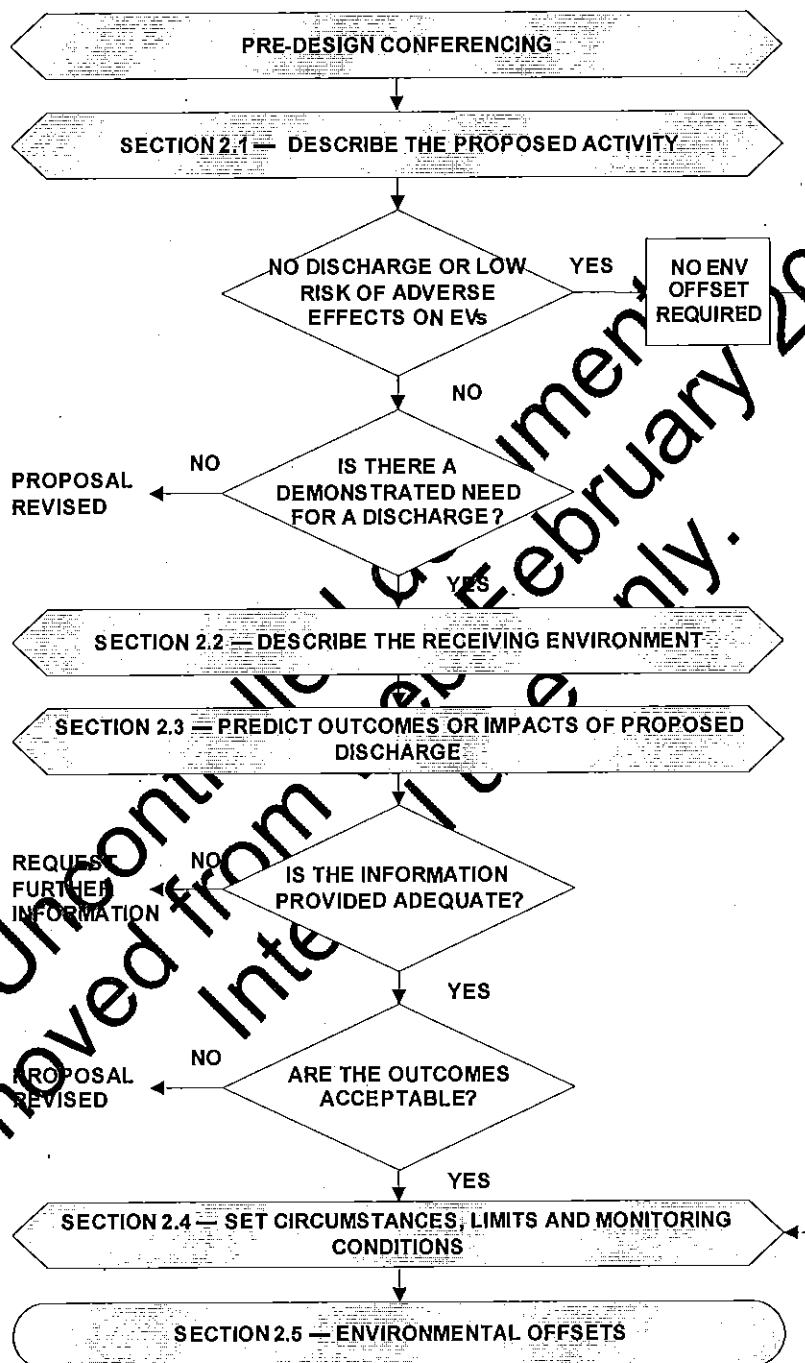 PRE-DESIGN CONFERENCING
SECTION 2.1 — DESCRIBE THE PROPOSED ACTIVITY
NO DISCHARGE OR LOW
RISK OF ADVERSE
EFFECTS ON EVs
YES
NO ENV
OFFSET
REQUIRED
NO
IS THERE A
DEMONSTRATED NEED
FOR A DISCHARGE?
NO
PROPOSAL
REVISED
YES
SECTION 2.2 — DESCRIBE THE RECEIVING ENVIRONMENT
SECTION 2.3 — PREDICT OUTCOMES OR IMPACTS OF PROPOSED
DISCHARGE
IS THE INFORMATION
PROVIDED ADEQUATE?
NO
REQUEST
FURTHER
INFORMATION
YES
ARE THE OUTCOMES
ACCEPTABLE?
NO
PROPOSAL
REVISED
YES
SECTION 2.4 — SET CIRCUMSTANCES, LIMITS AND MONITORING
CONDITIONS
SECTION 2.5 — ENVIRONMENTAL OFFSETS
from
February
only.